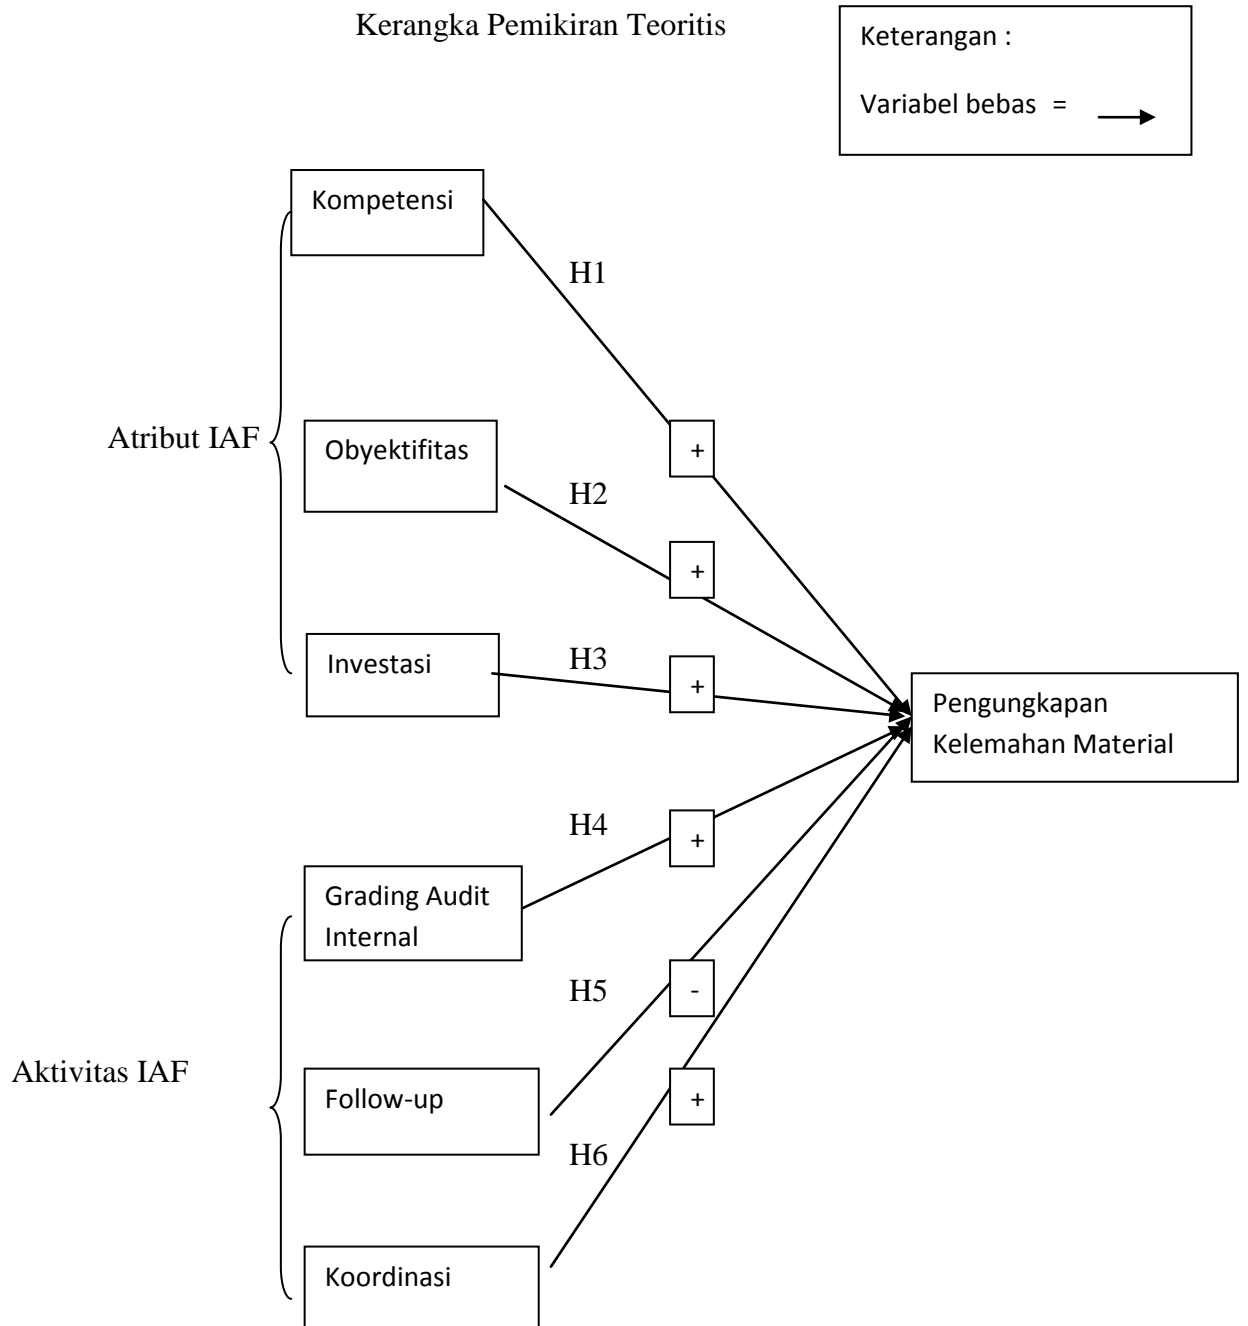 Kerangka Pemikiran Teoritis
Keterangan :
Variabel bebas =
Kompetensi
H1
+
Atribut IAF
Obyektifitas
H2
+
Investasi
H3
+
Pengungkapan
Kelemahan Material
H4
+
Grading Audit
Internal
H5
-
Aktivitas IAF
Follow-up
+
H6
Koordinasi